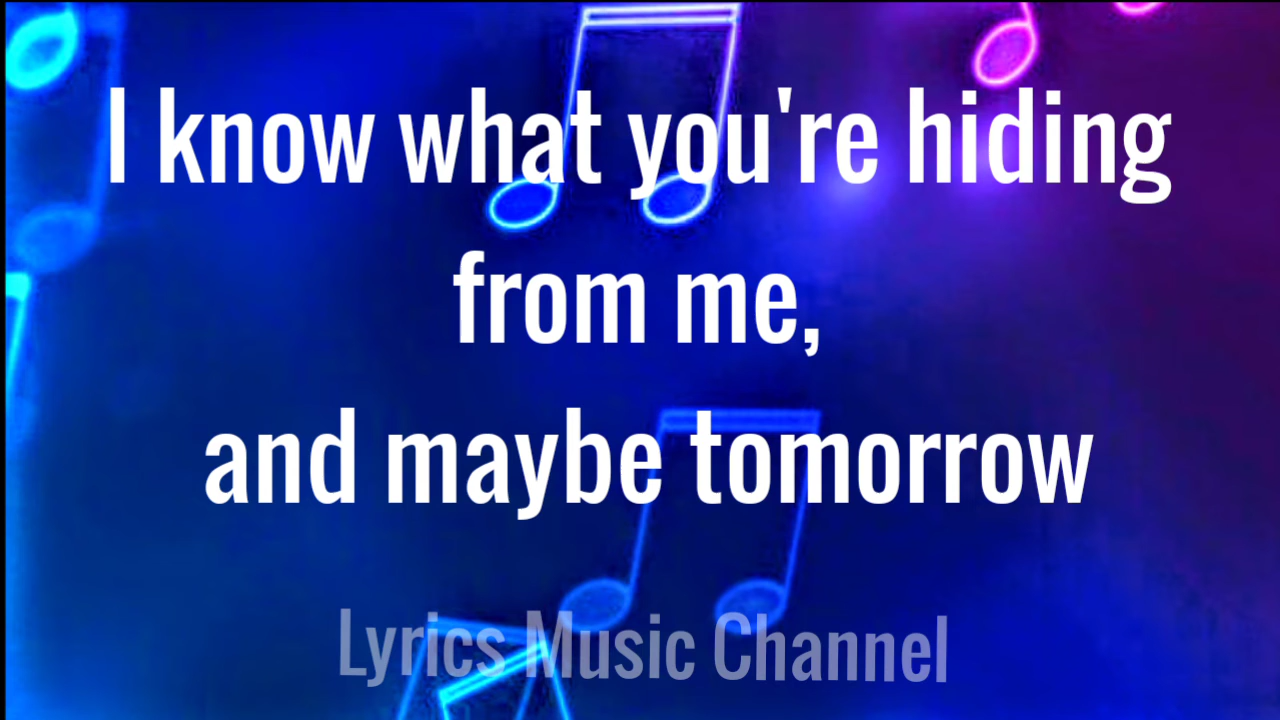 I know what you're hiding
from me,
and maybe tomorrow
Lyrics Music Channel